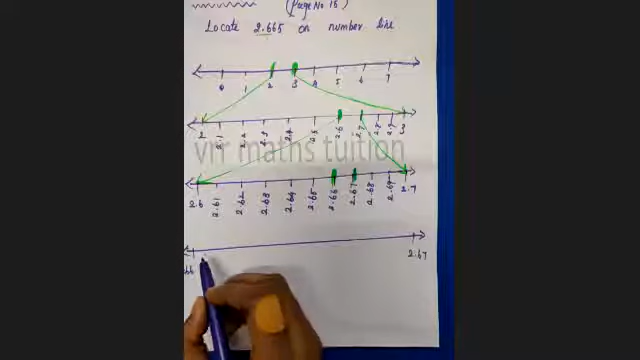 (Page No 15)
Locate 2.665 on number line
0 1 2 3 4 5 6 7
2 2.1 2.2 2.3 2.4 2.5 2.6 2.7 2.8 2.9 3
vrr maths tuition
2.6 2.61 2.62 2.63 2.64 2.65 2.66 2.67 2.68 2.69 2.7
66 2.67